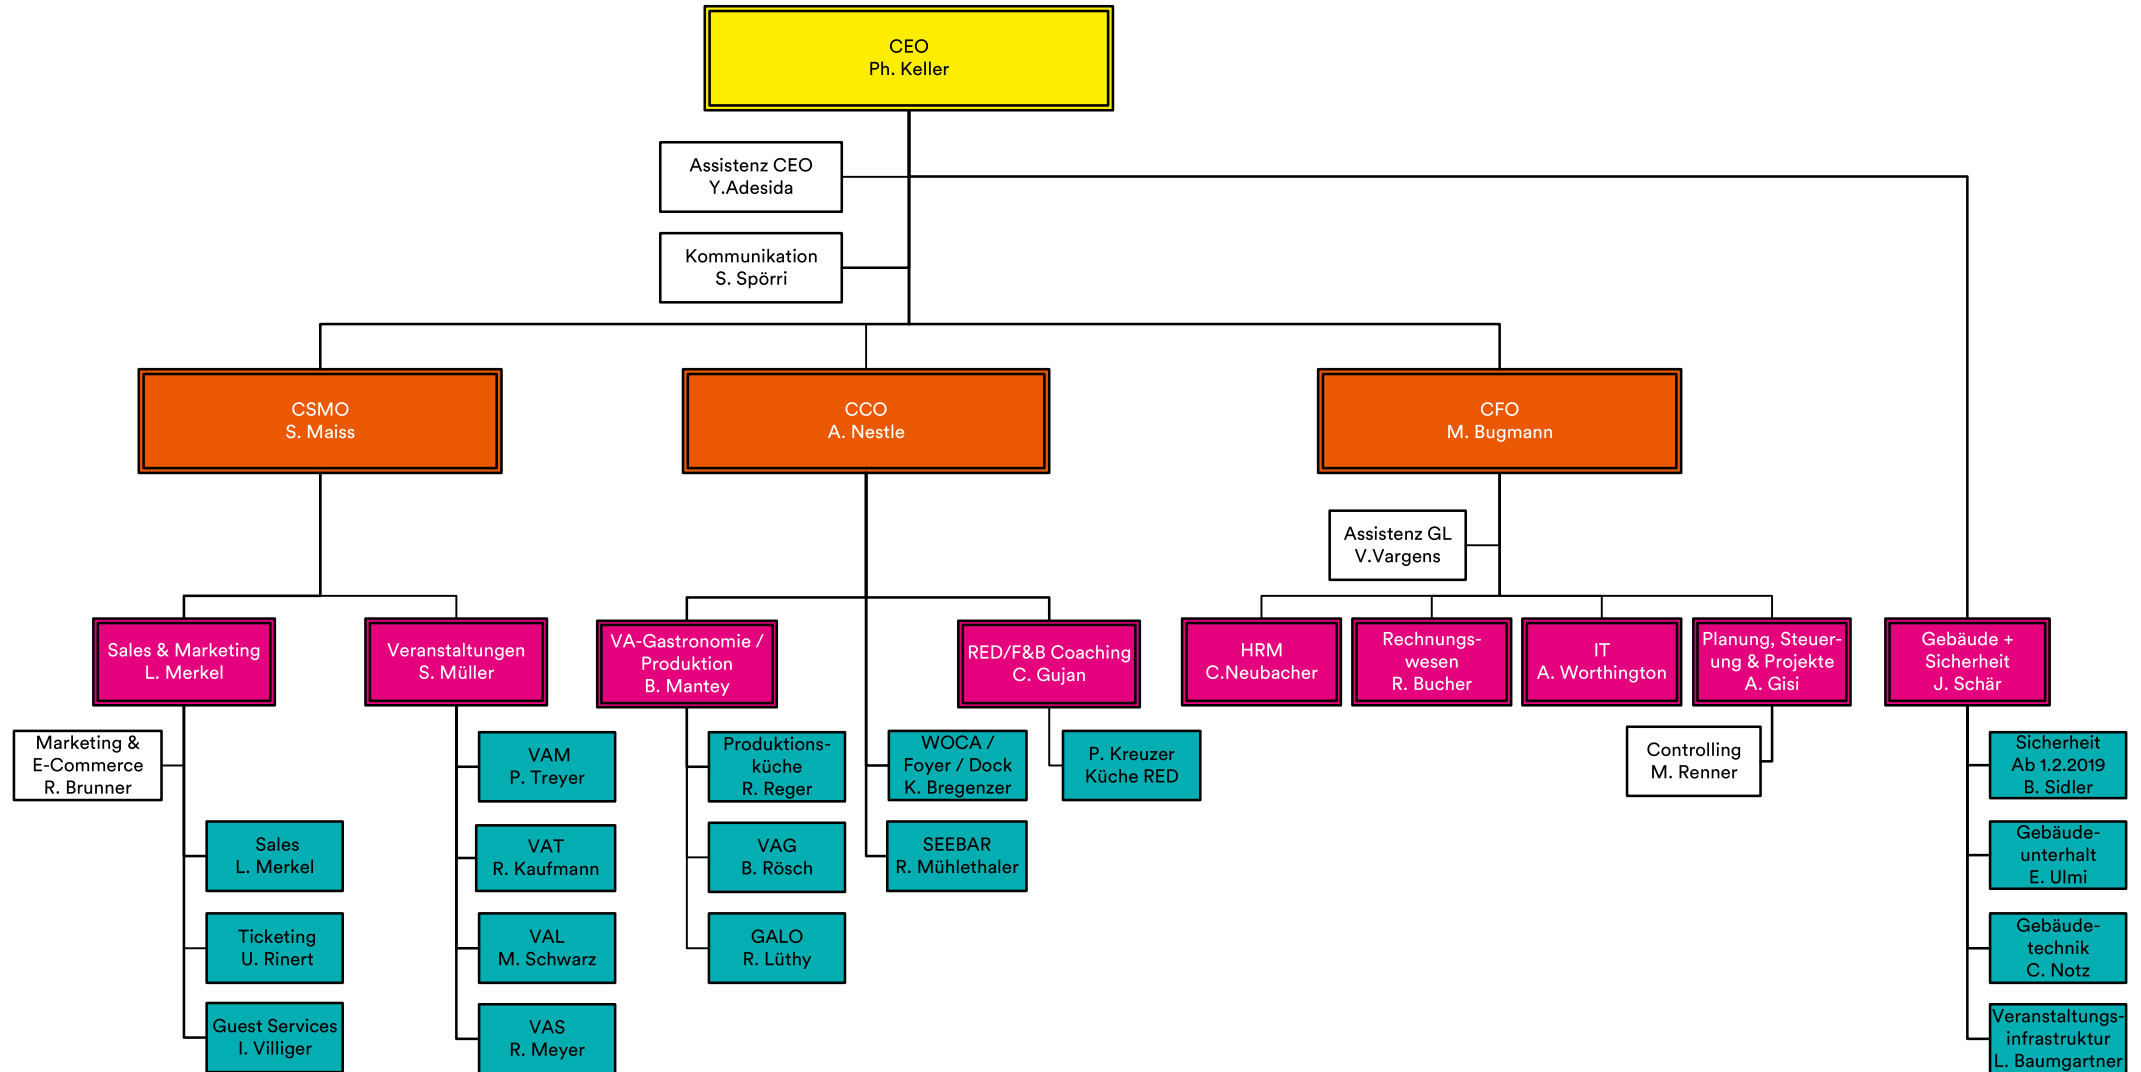 CEO
Ph. Keller
Assistenz CEO
Y.Adesida
Kommunikation
S. Spörri
CSMO
S. Maiss
CCO
A. Nestle
CFO
M. Bugmann
Assistenz GL
V.Vargens
Sales & Marketing
L. Merkel
Veranstaltungen
S. Müller
VA-Gastronomie /
Produktion
B. Mantey
RED/F&B Coaching
C. Gujan
HRM
C.Neubacher
Rechnungs-
wesen
R. Bucher
IT
A. Worthington
Planung, Steuer-
ung & Projekte
A. Gisi
Gebäude +
Sicherheit
J. Schär
Marketing &
E-Commerce
R. Brunner
VAM
P. Treyer
Produktions-
küche
R. Reger
WOCA /
Foyer / Dock
K. Bregenzer
P. Kreuzer
Küche RED
Controlling
M. Renner
Sicherheit
Ab 1.2.2019
B. Sidler
Sales
L. Merkel
VAT
R. Kaufmann
VAG
B. Rösch
SEEBAR
R. Mühlethaler
Gebäude-
unterhalt
E. Ulmi
Ticketing
U. Rinert
VAL
M. Schwarz
GALO
R. Lüthy
Gebäude-
technik
C. Notz
Guest Services
I. Villiger
VAS
R. Meyer
Veranstaltungs-
infrastruktur
L. Baumgartner